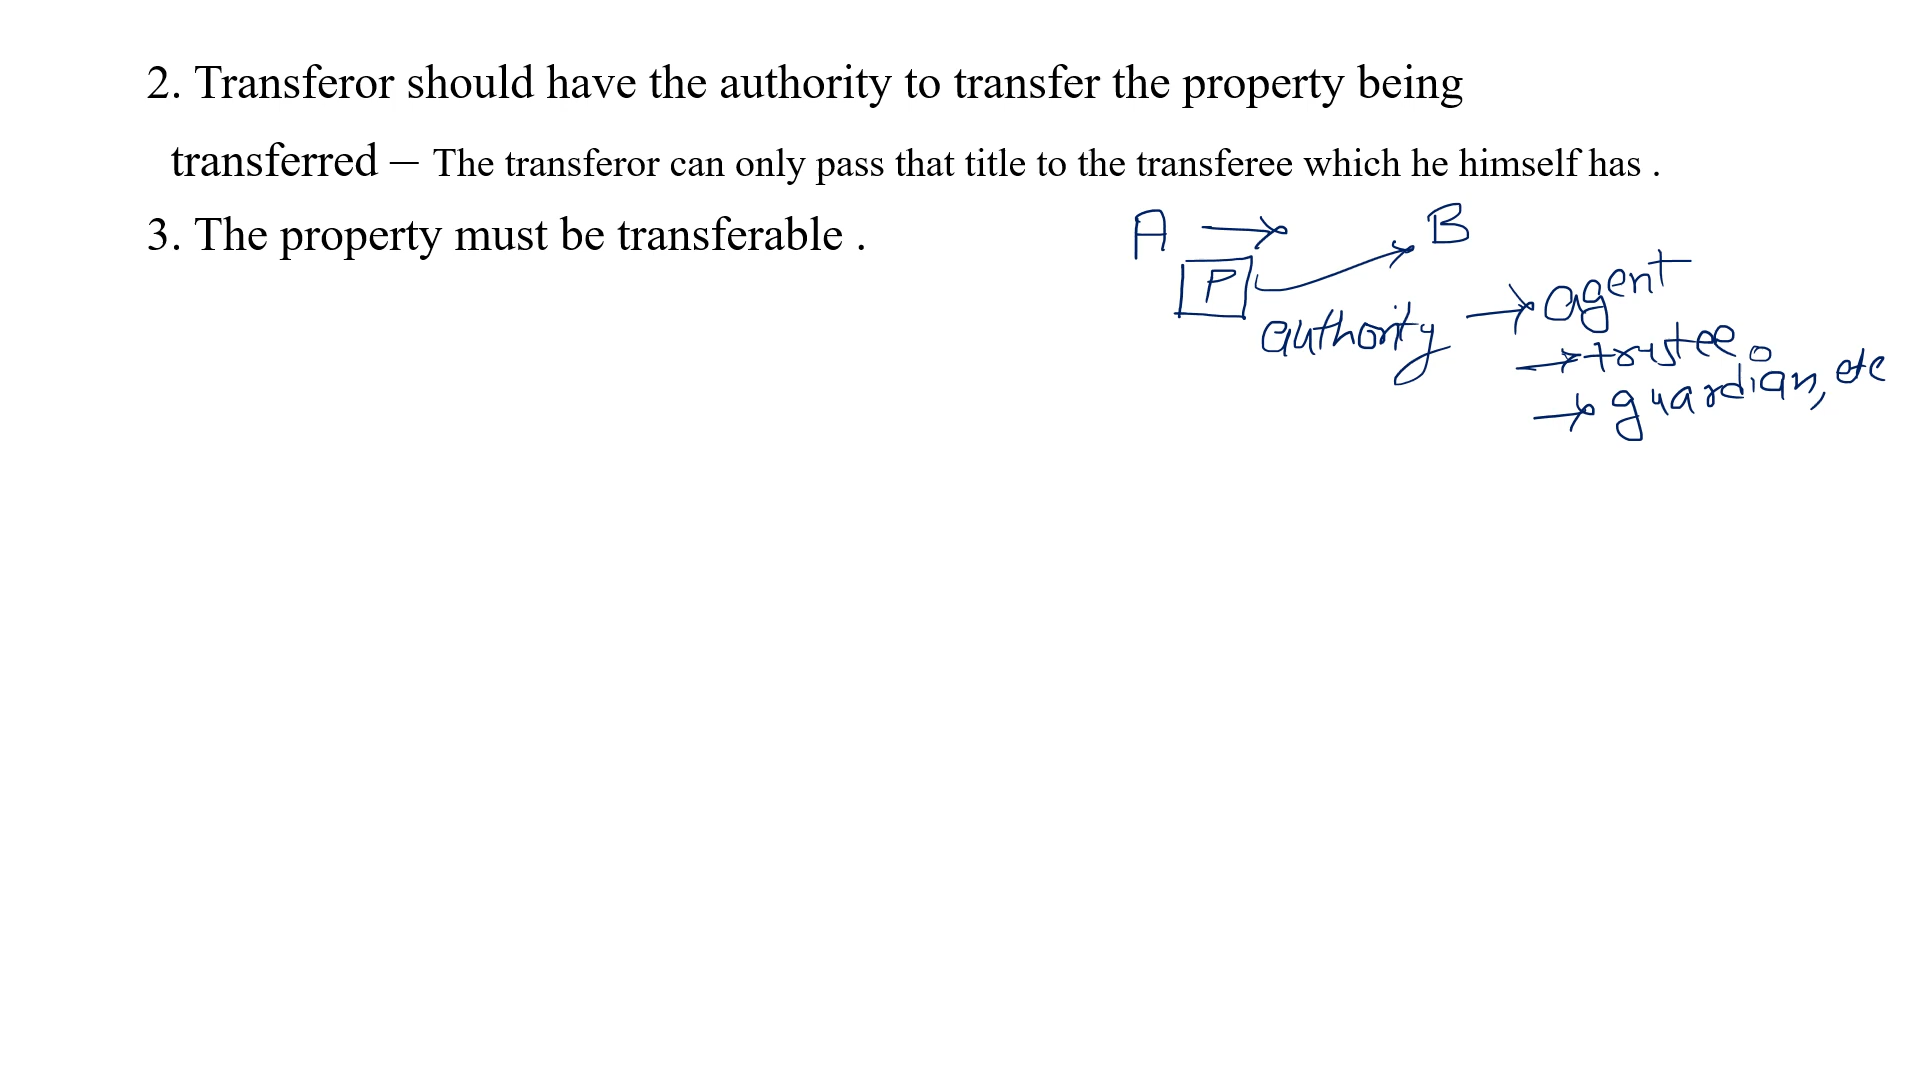 2. Transferor should have the authority to transfer the property being
transferred – The transferor can only pass that title to the transferee which he himself has .
3. The property must be transferable .
A → B
P
authority → agent
→ trustee
→ guardian, etc